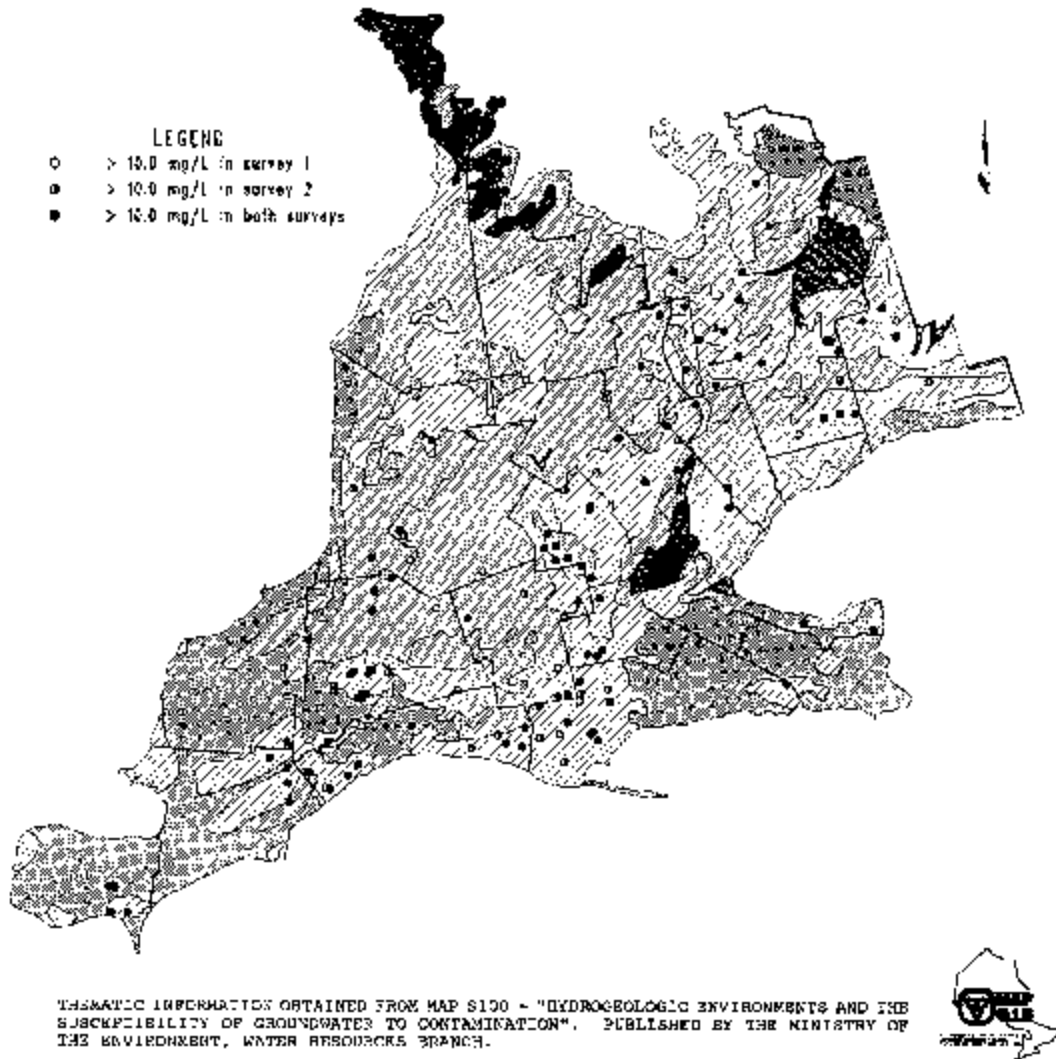 LEGEND
> 10.0 mg/L in survey 1
> 10.0 mg/L in survey 2
> 10.0 mg/L in both surveys
THEMATIC INFORMATION OBTAINED FROM MAP S100 - "HYDROGEOLOGIC ENVIRONMENTS AND THE
SUSCEPTIBILITY OF GROUNDWATER TO CONTAMINATION". PUBLISHED BY THE MINISTRY OF
THE ENVIRONMENT, WATER RESOURCES BRANCH.